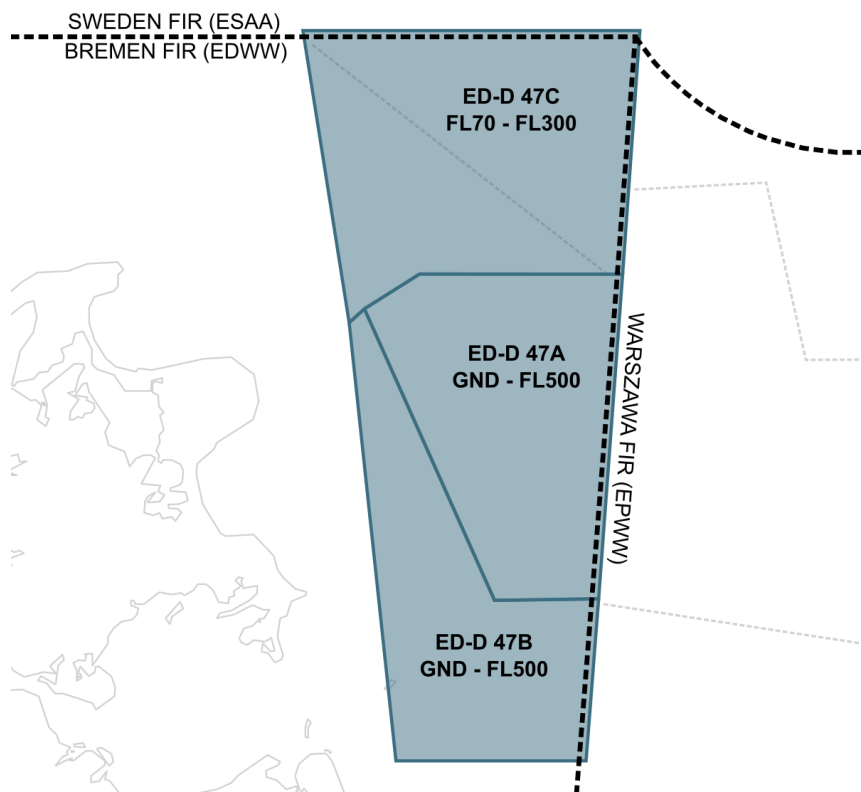 SWEDEN FIR (ESAA)
BREMEN FIR (EDWW)
ED-D 47C
FL70 - FL300
ED-D 47A
GND - FL500
WARSZAWA FIR (EPWW)
ED-D 47B
GND - FL500